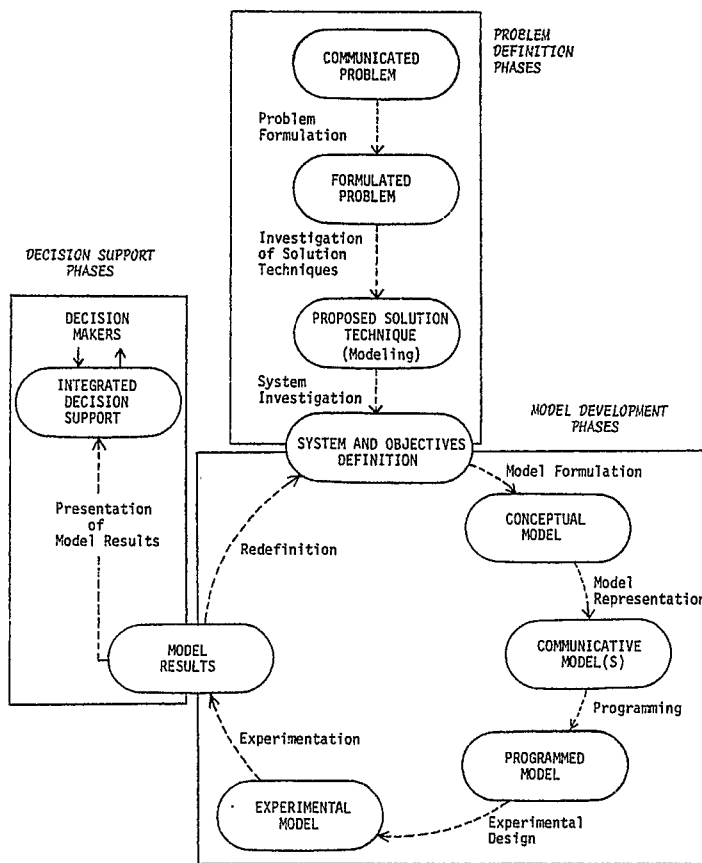 PROBLEM
DEFINITION
PHASES
COMMUNICATED
PROBLEM
Problem
Formulation
FORMULATED
PROBLEM
Investigation
of Solution
Techniques
PROPOSED SOLUTION
TECHNIQUE
(Modeling)
System
Investigation
SYSTEM AND OBJECTIVES
DEFINITION
DECISION SUPPORT
PHASES
DECISION
MAKERS
INTEGRATED
DECISION
SUPPORT
Presentation
of
Model Results
MODEL DEVELOPMENT
PHASES
Model Formulation
CONCEPTUAL
MODEL
Model
Representation
COMMUNICATIVE
MODEL(S)
Programming
PROGRAMMED
MODEL
Experimental
Design
EXPERIMENTAL
MODEL
Experimentation
MODEL
RESULTS
Redefinition